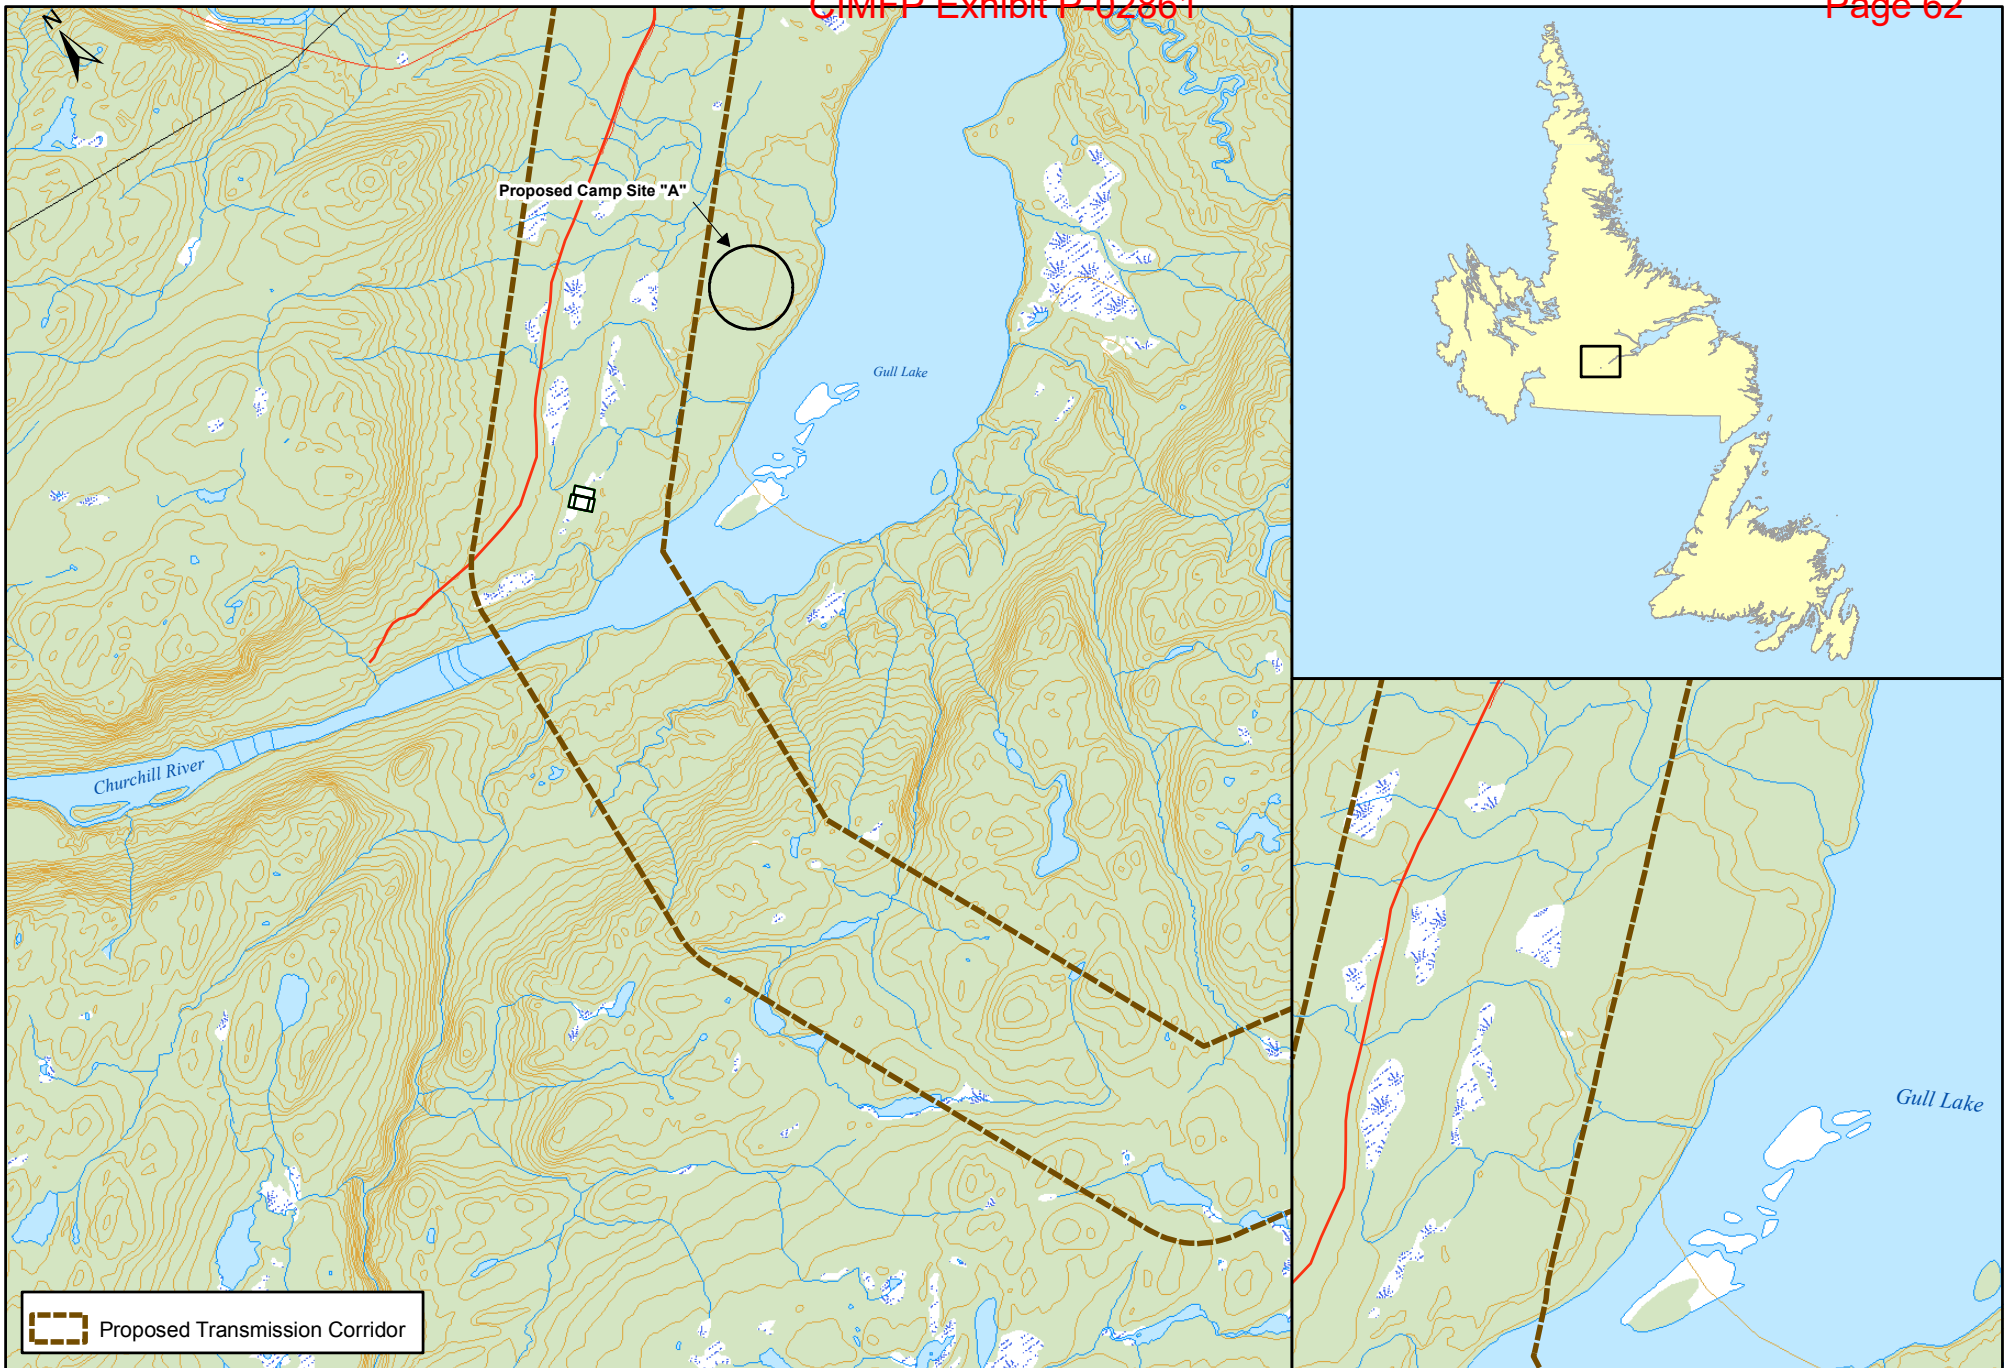 CIMFP Exhibit P-02861
Page 62
N
Proposed Camp Site "A"
Gull Lake
Churchill River
Gull Lake
Proposed Transmission Corridor